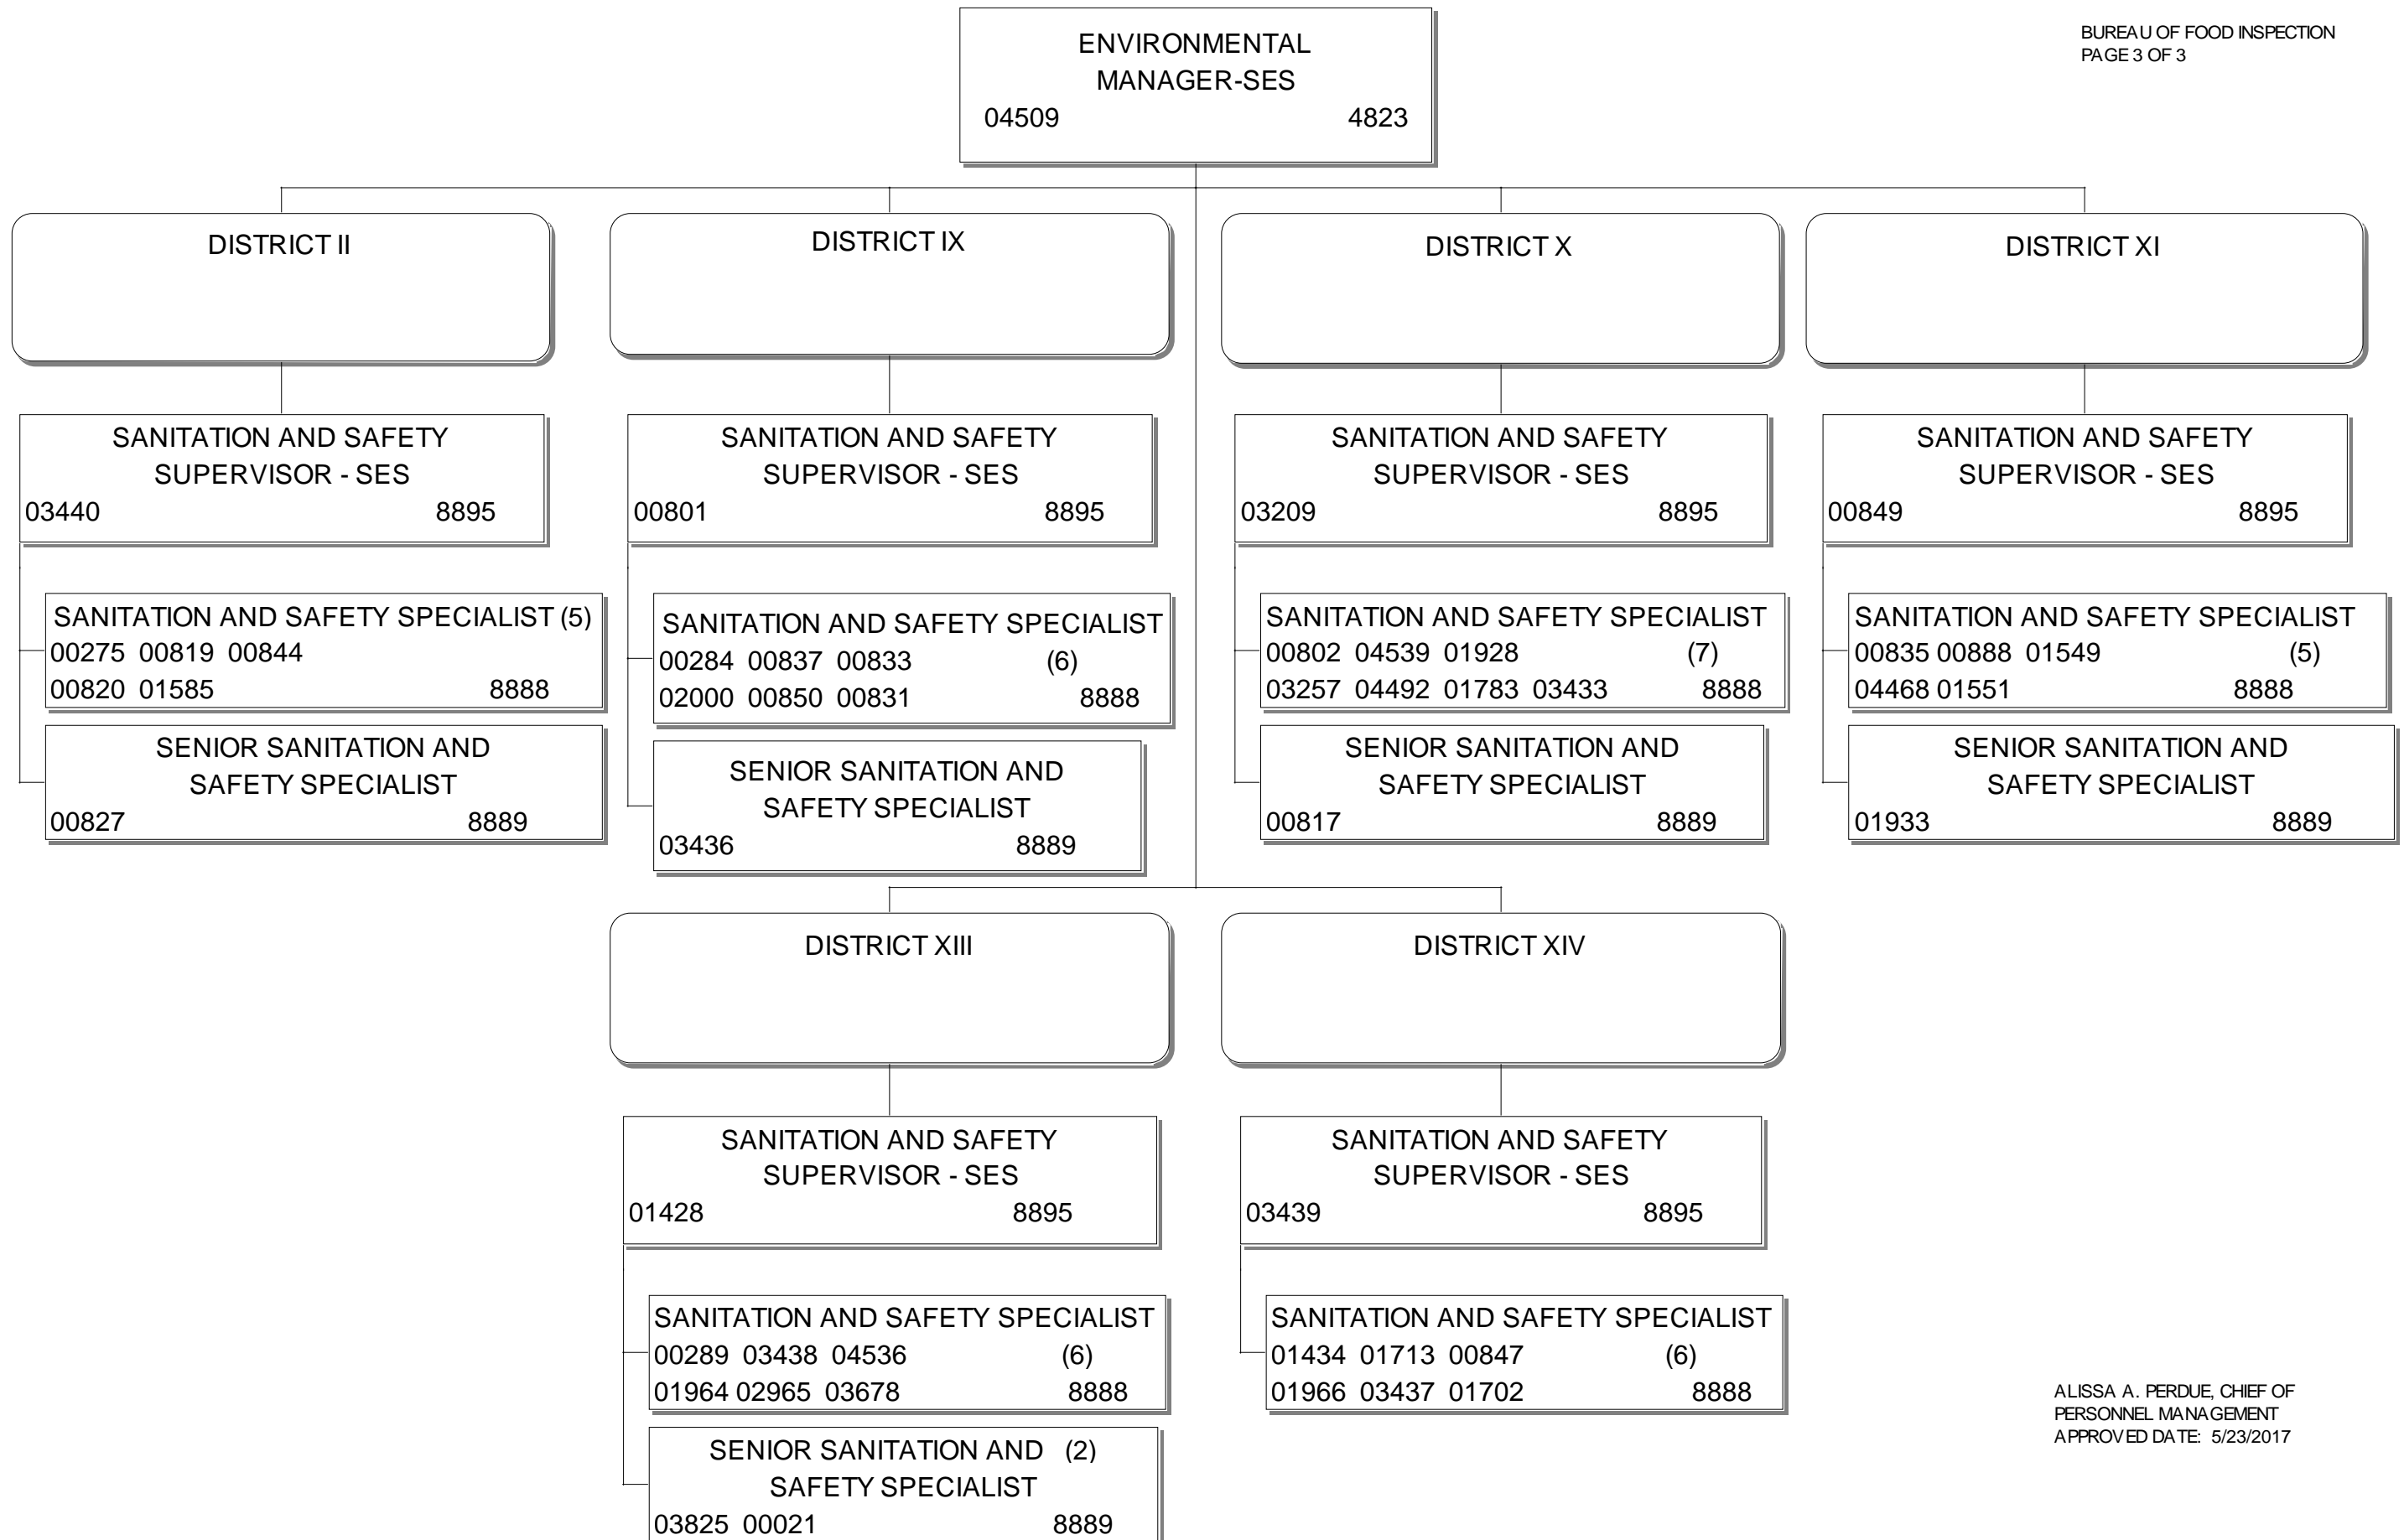 BUREAU OF FOOD INSPECTION
PAGE 3 OF 3
ENVIRONMENTAL
MANAGER-SES
04509 4823
DISTRICT II
SANITATION AND SAFETY
SUPERVISOR - SES
03440 8895
SANITATION AND SAFETY SPECIALIST (5)
00275 00819 00844
00820 01585 8888
SENIOR SANITATION AND
SAFETY SPECIALIST
00827 8889
DISTRICT IX
SANITATION AND SAFETY
SUPERVISOR - SES
00801 8895
SANITATION AND SAFETY SPECIALIST
00284 00837 00833 (6)
02000 00850 00831 8888
SENIOR SANITATION AND
SAFETY SPECIALIST
03436 8889
DISTRICT X
SANITATION AND SAFETY
SUPERVISOR - SES
03209 8895
SANITATION AND SAFETY SPECIALIST
00802 04539 01928 (7)
03257 04492 01783 03433 8888
SENIOR SANITATION AND
SAFETY SPECIALIST
00817 8889
DISTRICT XI
SANITATION AND SAFETY
SUPERVISOR - SES
00849 8895
SANITATION AND SAFETY SPECIALIST
00835 00888 01549 (5)
04468 01551 8888
SENIOR SANITATION AND
SAFETY SPECIALIST
01933 8889
DISTRICT XIII
SANITATION AND SAFETY
SUPERVISOR - SES
01428 8895
SANITATION AND SAFETY SPECIALIST
00289 03438 04536 (6)
01964 02965 03678 8888
SENIOR SANITATION AND (2)
SAFETY SPECIALIST
03825 00021 8889
DISTRICT XIV
SANITATION AND SAFETY
SUPERVISOR - SES
03439 8895
SANITATION AND SAFETY SPECIALIST
01434 01713 00847 (6)
01966 03437 01702 8888
ALISSA A. PERDUE, CHIEF OF
PERSONNEL MANAGEMENT
APPROVED DATE: 5/23/2017